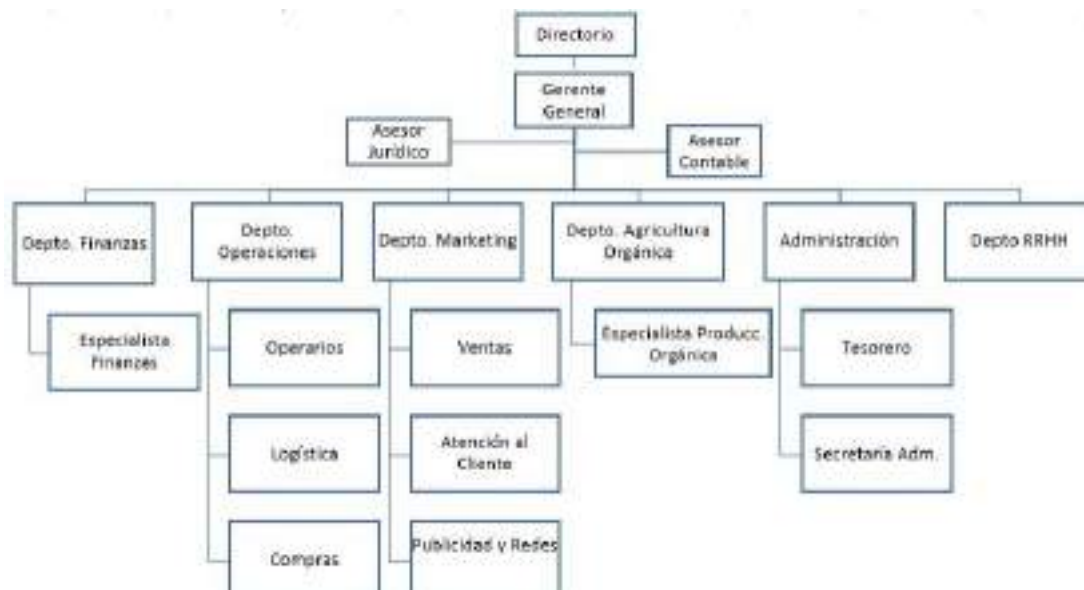 Directorio
Gerente
General
Asesor
Jurídico
Asesor
Contable
Depto. Finanzas
Depto.
Operaciones
Depto. Marketing
Depto. Agricultura
Orgánica
Administración
Depto RRHH
Especialista
Finanzas
Operarios
Ventas
Especialista Producc.
Orgánica
Tesorero
Logística
Atención al
Cliente
Secretaría Adm.
Compras
Publicidad y Redes